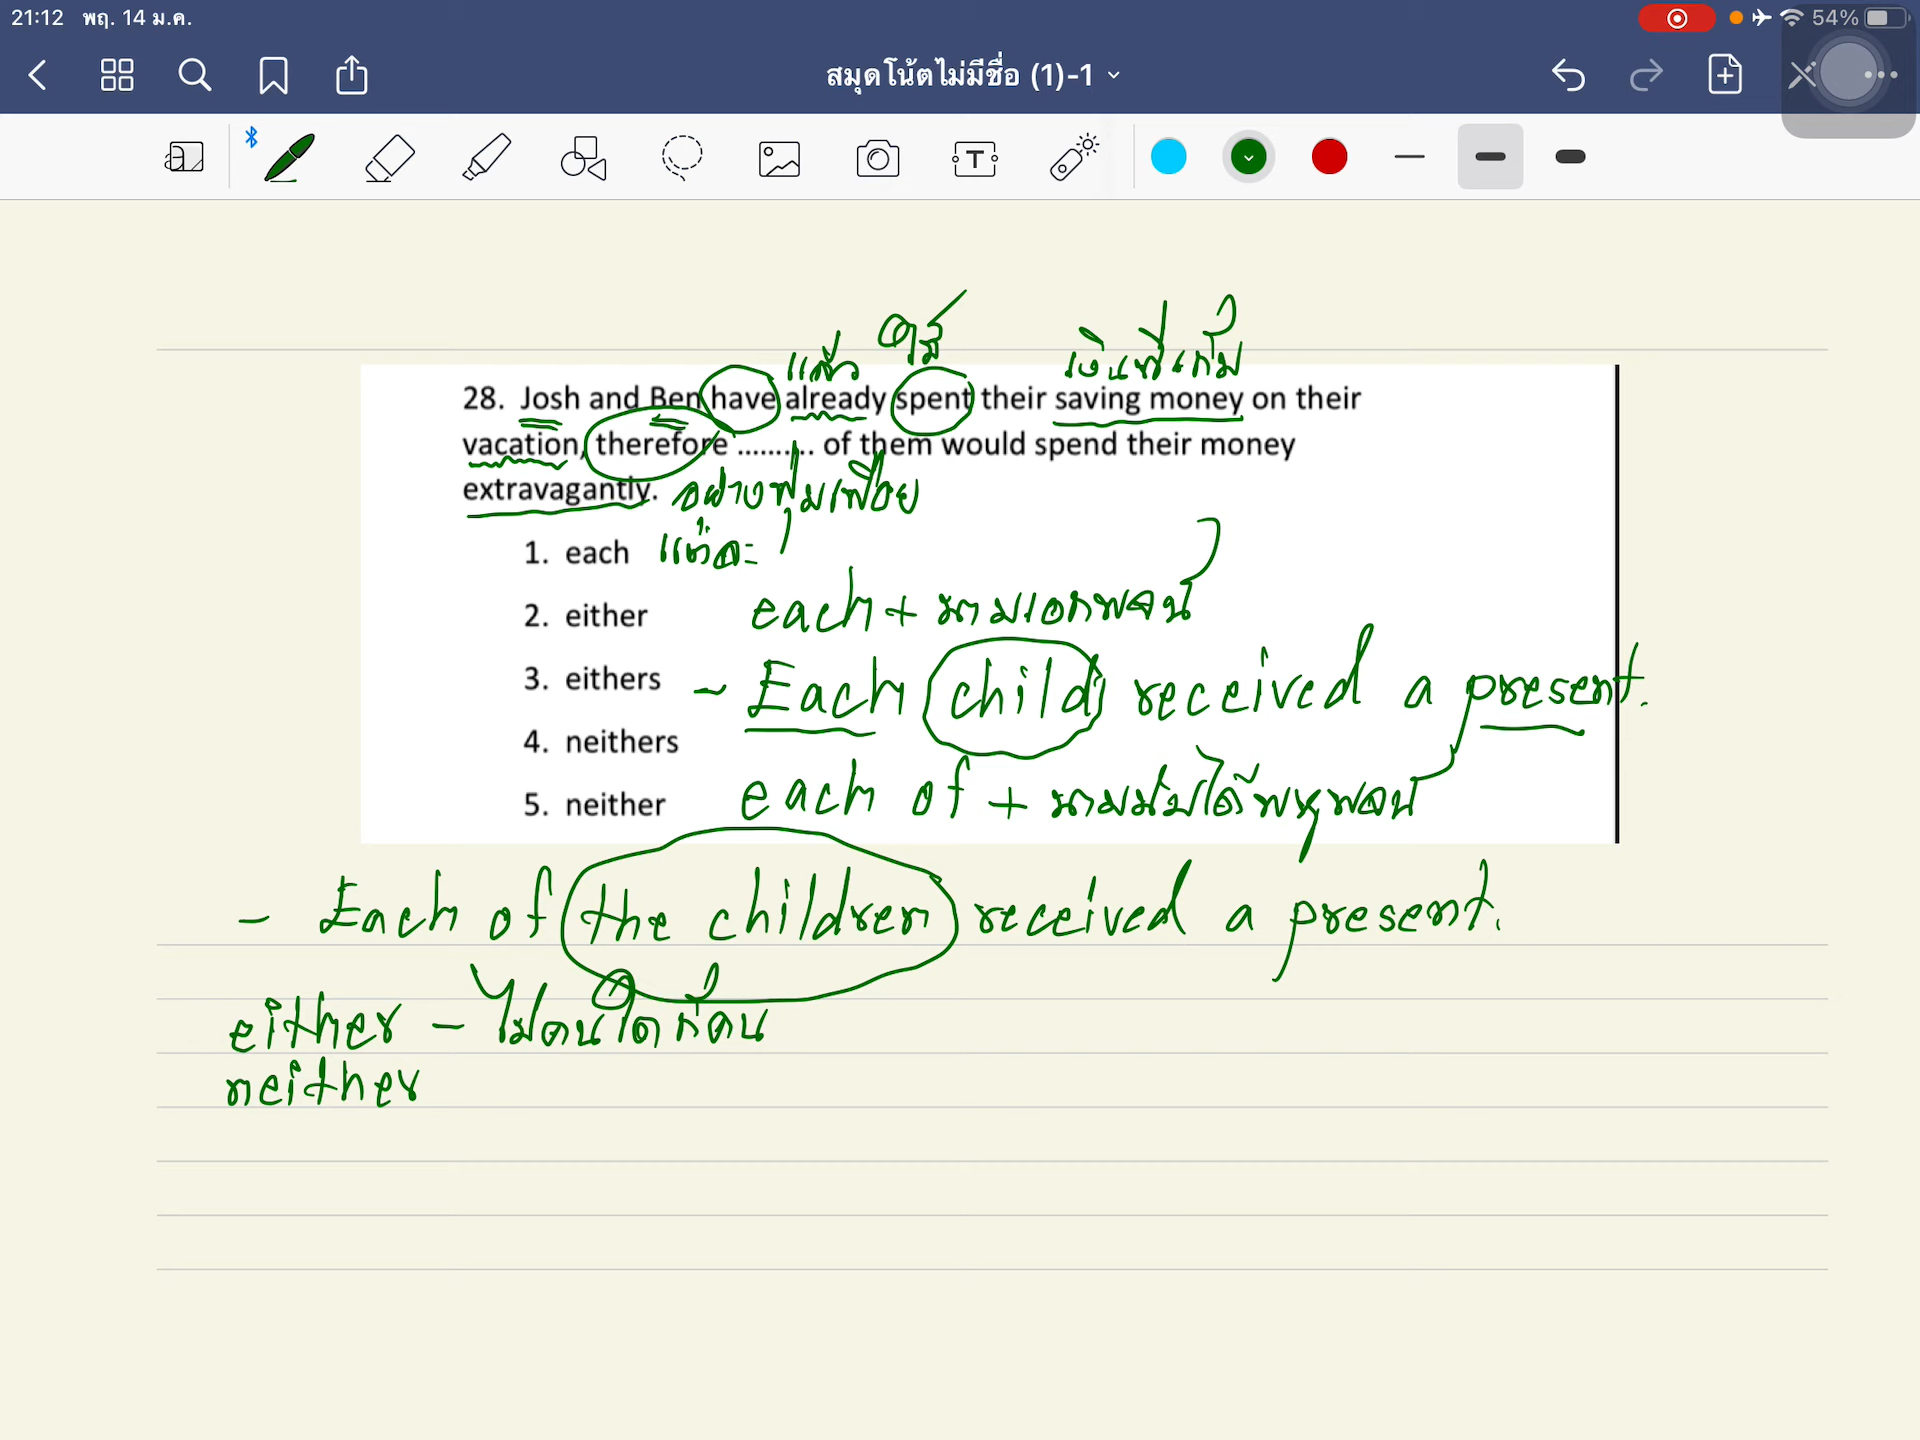 21:12 พฤ. 14 ม.ค.
54%
สมุดโน้ตไม่มีชื่อ (1)-1
แล้ว ใช้ เงินที่เก็บ
28. Josh and Ben have already spent their saving money on their
vacation, therefore .......... of them would spend their money
extravagantly. อย่างฟุ่มเฟือย
1. each แต่ละ
2. either each + นามเอกพจน์
3. eithers - Each child received a present.
4. neithers
5. neither each of + นามนับได้พหูพจน์
- Each of the children received a present.
either - ไม่คนใดก็คน
neither